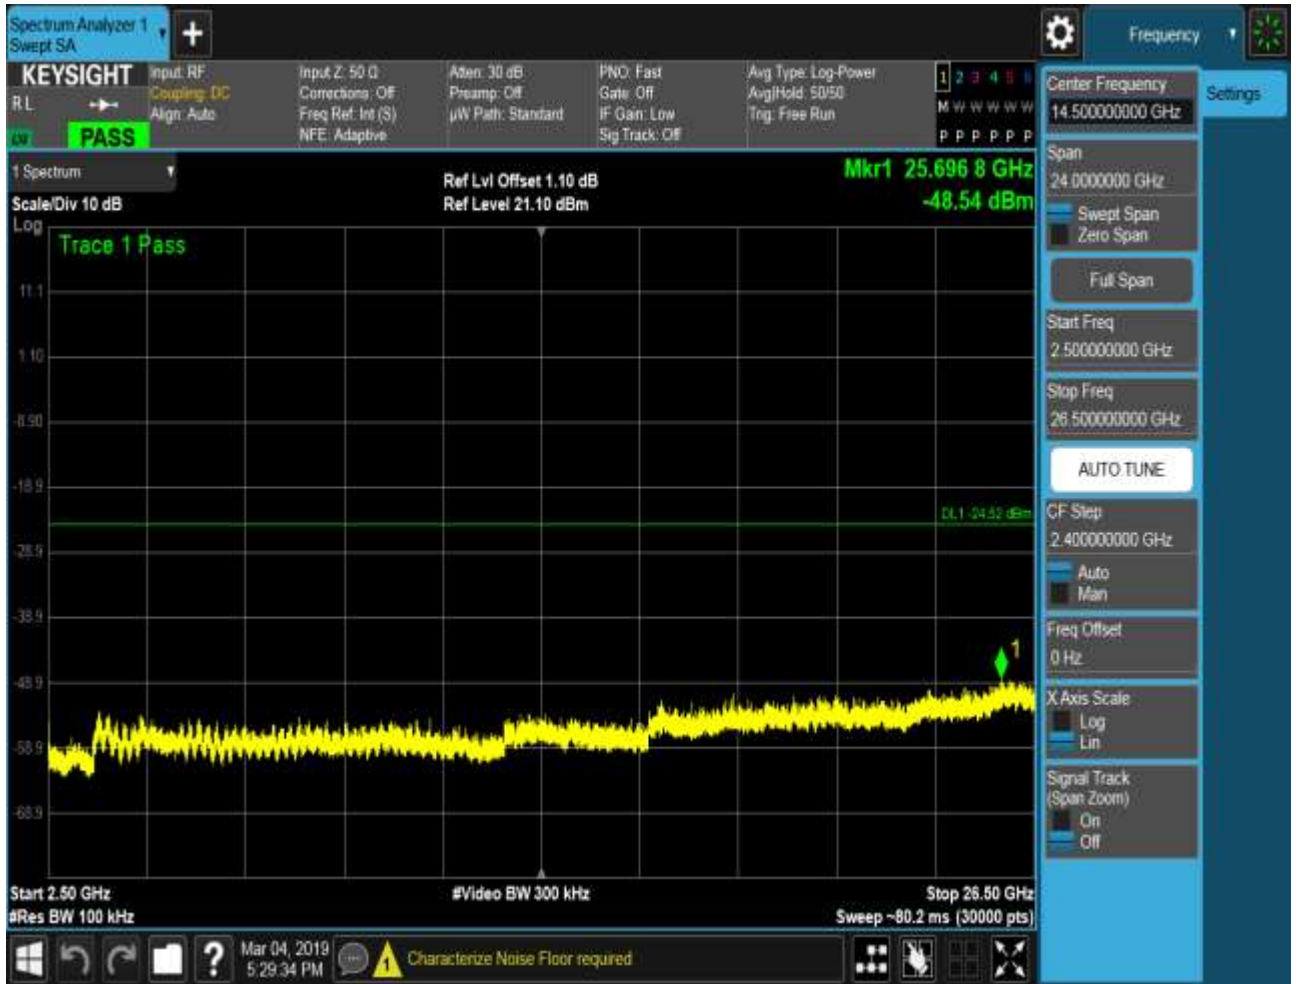 Spectrum Analyzer 1
Swept SA
+
Frequency
KEYSIGHT
R L
PASS
Input: RF
Coupling: DC
Align: Auto
Input Z: 50 Ω
Corrections: Off
Freq Ref: Int (S)
NFE: Adaptive
Atten: 30 dB
Preamp: Off
µW Path: Standard
PNO: Fast
Gate: Off
IF Gain: Low
Sig Track: Off
Avg Type: Log-Power
Avg|Hold: 50/50
Trig: Free Run
1 2 3 4 5 6
M W W W W W
P P P P P P
1 Spectrum
Scale/Div 10 dB
Log
Ref Lvl Offset 1.10 dB
Ref Level 21.10 dBm
Mkr1 25.696 8 GHz
-48.54 dBm
Trace 1 Pass
11.1
1.10
-8.90
-18.9
DL1 -24.52 dBm
-28.9
-38.9
1
-48.9
-58.9
-68.9
Start 2.50 GHz
#Res BW 100 kHz
#Video BW 300 kHz
Stop 26.50 GHz
Sweep ~80.2 ms (30000 pts)
Center Frequency
14.500000000 GHz
Settings
Span
24.0000000 GHz
Swept Span
Zero Span
Full Span
Start Freq
2.500000000 GHz
Stop Freq
26.500000000 GHz
AUTO TUNE
CF Step
2.400000000 GHz
Auto
Man
Freq Offset
0 Hz
X Axis Scale
Log
Lin
Signal Track
(Span Zoom)
On
Off
?
Mar 04, 2019
5:29:34 PM
1
Characterize Noise Floor required